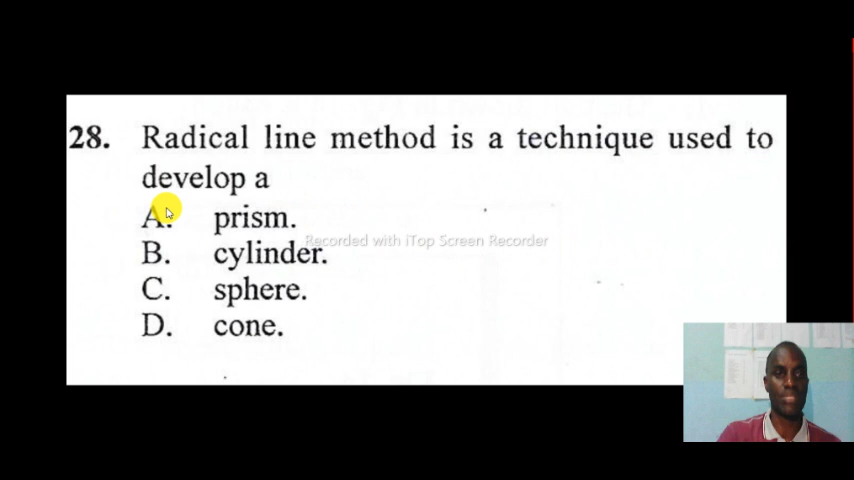 28. Radical line method is a technique used to
develop a
A. prism.
Recorded with iTop Screen Recorder
B. cylinder.
C. sphere.
D. cone.